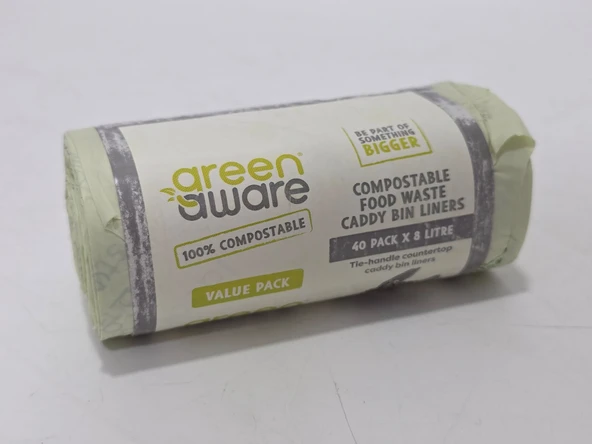 green
aware
100% COMPOSTABLE
VALUE PACK
BE PART OF
SOMETHING
BIGGER
COMPOSTABLE
FOOD WASTE
CADDY BIN LINERS
40 PACK X 8 LITRE
Tie-handle countertop
caddy bin liners